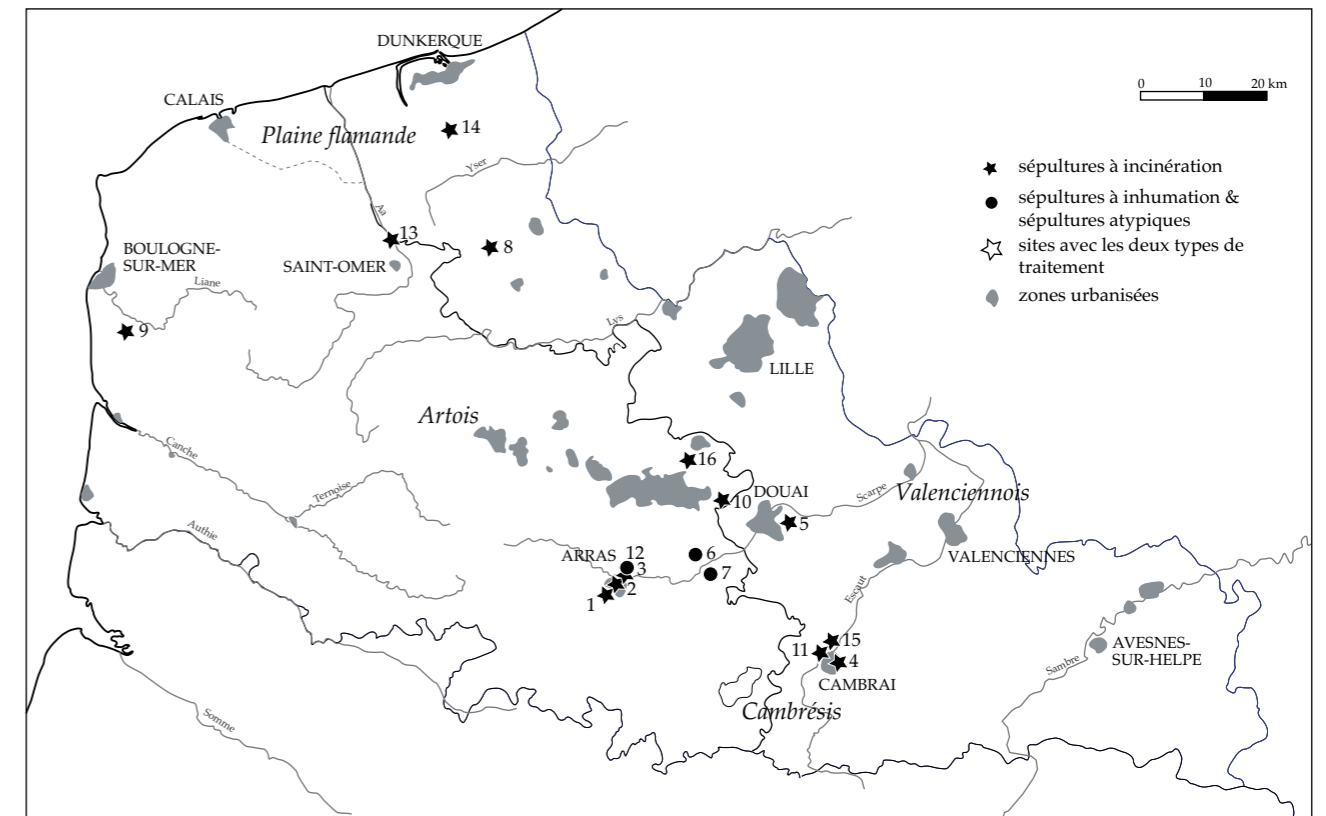 DUNKERQUE
0 10 20 km
CALAIS
Plaine flamande
14
Yser
sépultures à incinération
sépultures à inhumation &
sépultures atypiques
sites avec les deux types de
traitement
zones urbanisées
Aa
13
8
BOULOGNE-
SUR-MER
SAINT-OMER
Liane
9
Lys
LILLE
Artois
Canche
16
Ternoise
10
DOUAI
Scarpe
Valenciennois
5
Authie
ARRAS
12
6
VALENCIENNES
3
7
2
1
Escaut
15
11
4
AVESNES-
SUR-HELPE
Sambre
CAMBRAI
Cambrésis
Somme